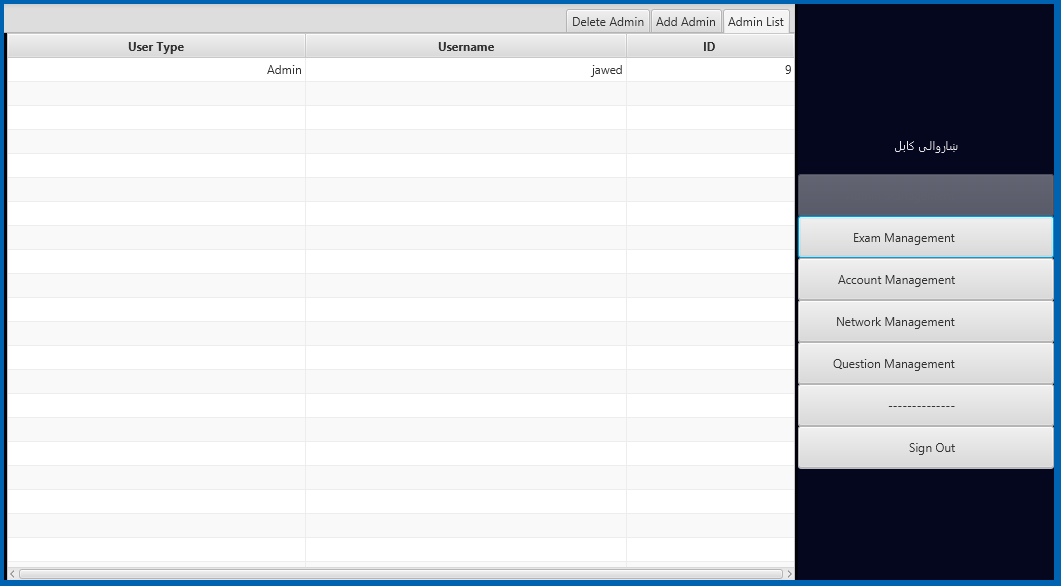 Delete Admin Add Admin Admin List
User Type Username ID
Admin jawed 9
ښاروالی کابل
Exam Management
Account Management
Network Management
Question Management
--------------
Sign Out